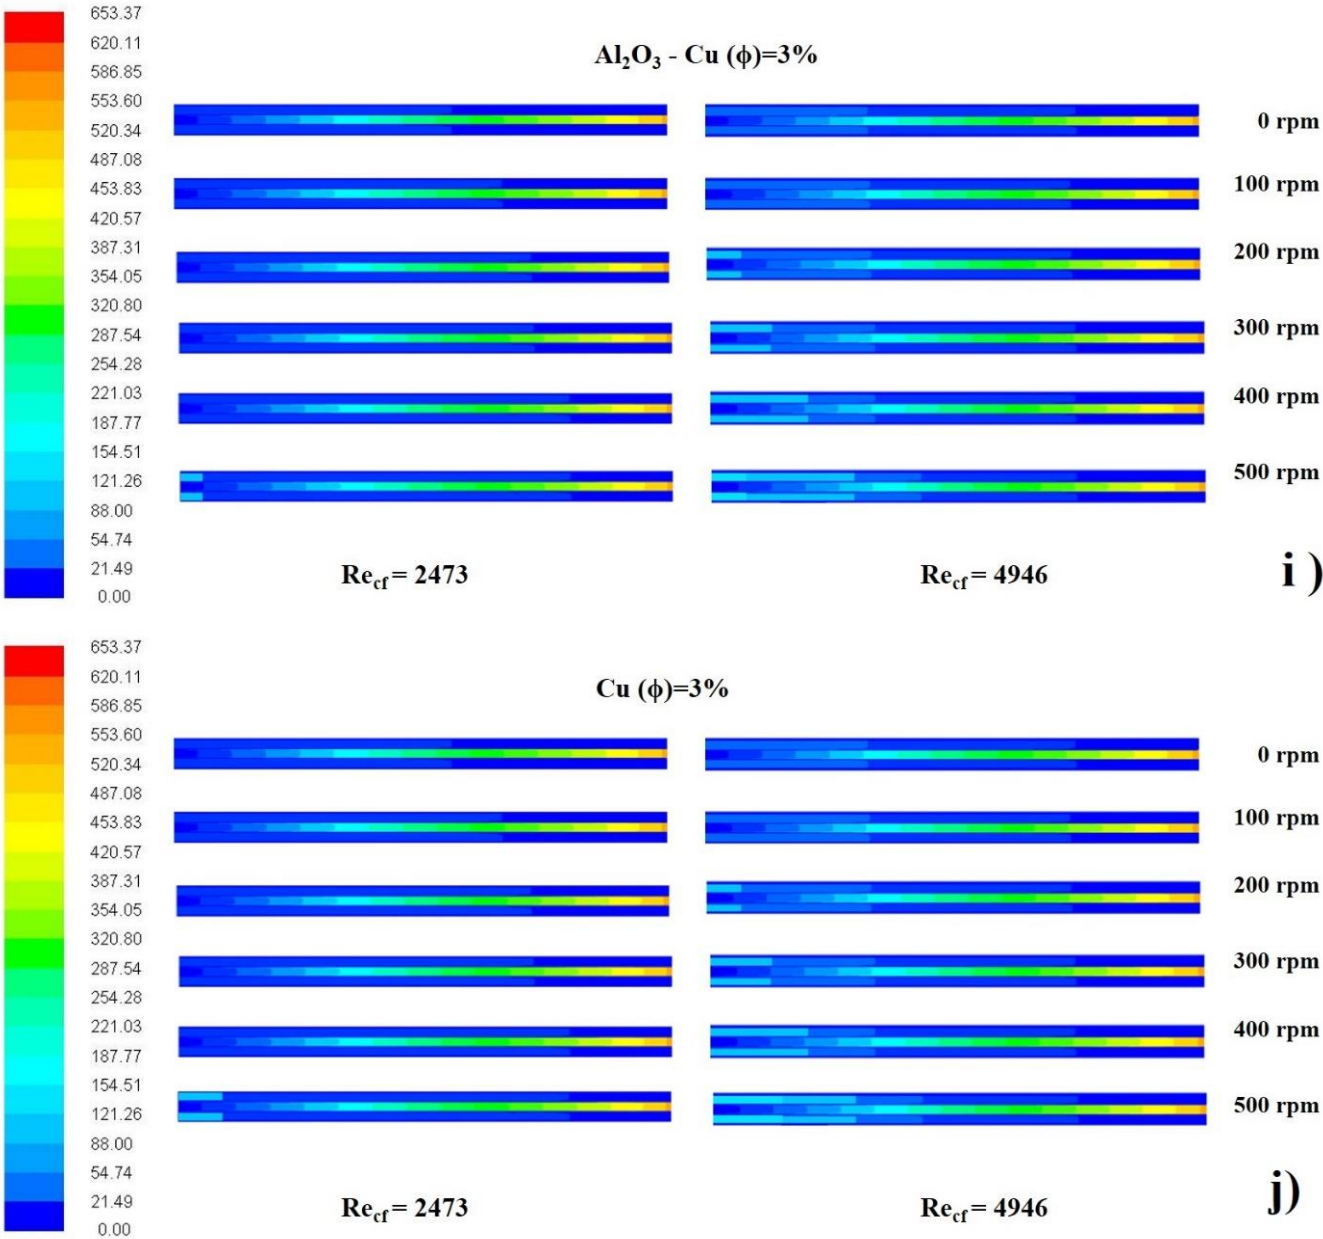 653.37
620.11
586.85
553.60
520.34
487.08
453.83
420.57
387.31
354.05
320.80
287.54
254.28
221.03
187.77
154.51
121.26
88.00
54.74
21.49
0.00
Al₂O₃ - Cu (ϕ)=3%
0 rpm
100 rpm
200 rpm
300 rpm
400 rpm
500 rpm
Re_cf = 2473
Re_cf = 4946
i )
653.37
620.11
586.85
553.60
520.34
487.08
453.83
420.57
387.31
354.05
320.80
287.54
254.28
221.03
187.77
154.51
121.26
88.00
54.74
21.49
0.00
Cu (ϕ)=3%
0 rpm
100 rpm
200 rpm
300 rpm
400 rpm
500 rpm
Re_cf = 2473
Re_cf = 4946
j)